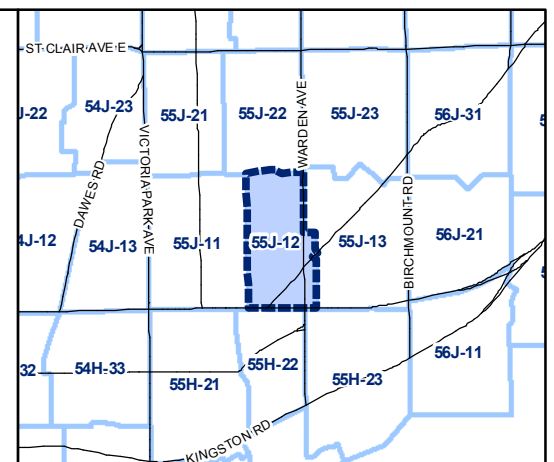 ST CLAIR AVE E
J-22
54J-23
55J-21
55J-22
WARDEN AVE
55J-23
56J-31
5
DAWES RD
VICTORIA PARK AVE
4J-12
54J-13
55J-11
55J-12
55J-13
BIRCHMOUNT RD
56J-21
5
32
54H-33
55H-21
55H-22
55H-23
56J-11
KINGSTON RD